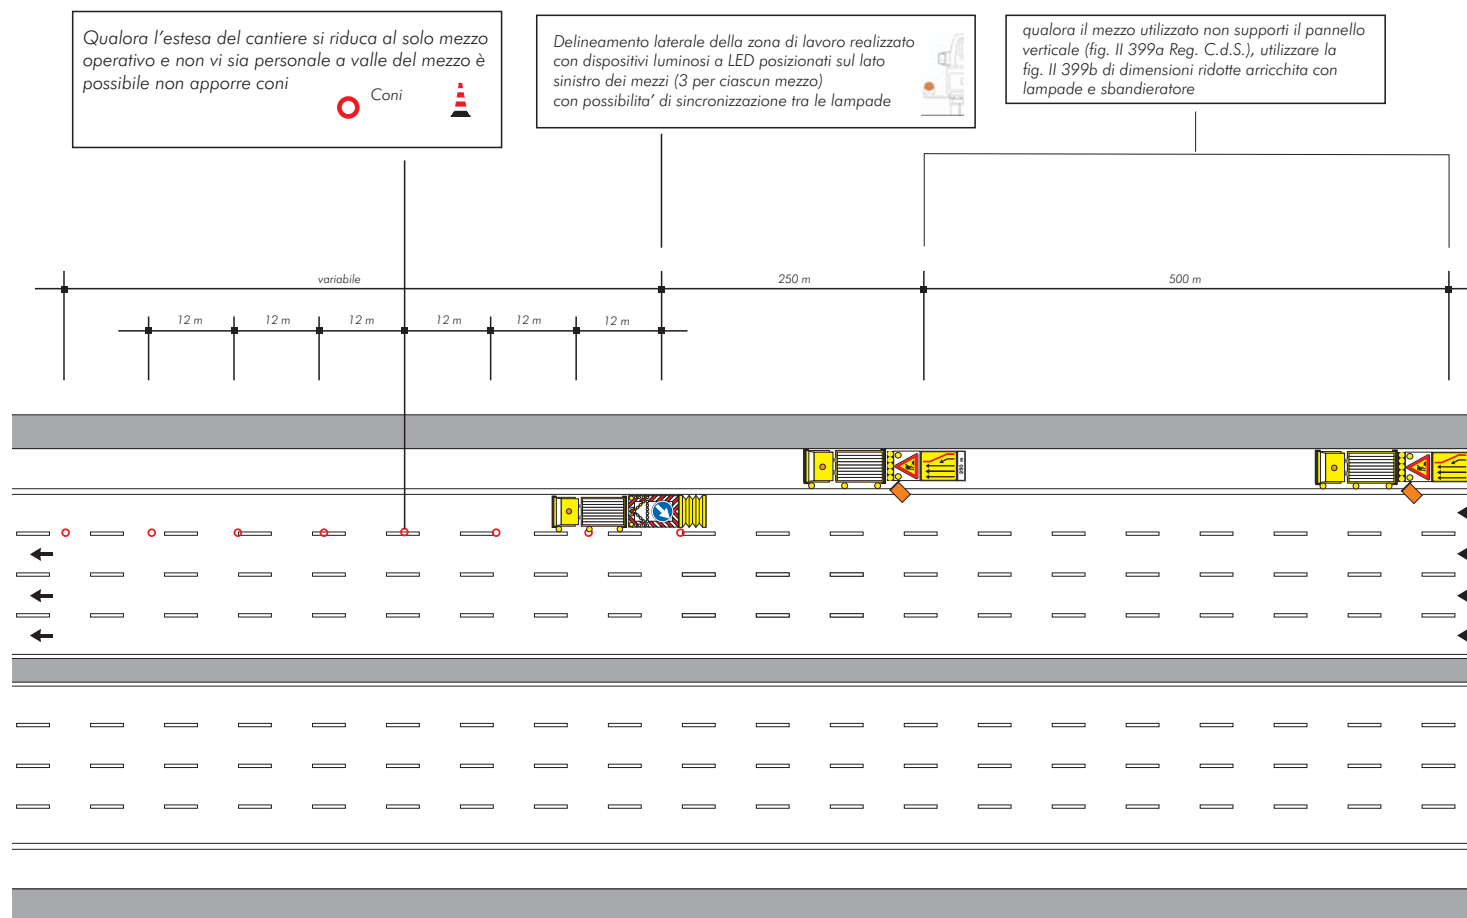 Qualora l'estesa del cantiere si riduca al solo mezzo
operativo e non vi sia personale a valle del mezzo è
possibile non apporre coni
Coni
Delineamento laterale della zona di lavoro realizzato
con dispositivi luminosi a LED posizionati sul lato
sinistro dei mezzi (3 per ciascun mezzo)
con possibilita' di sincronizzazione tra le lampade
qualora il mezzo utilizzato non supporti il pannello
verticale (fig. II 399a Reg. C.d.S.), utilizzare la
fig. II 399b di dimensioni ridotte arricchita con
lampade e sbandieratore
variabile
250 m
500 m
12 m
12 m
12 m
12 m
12 m
12 m
250 m